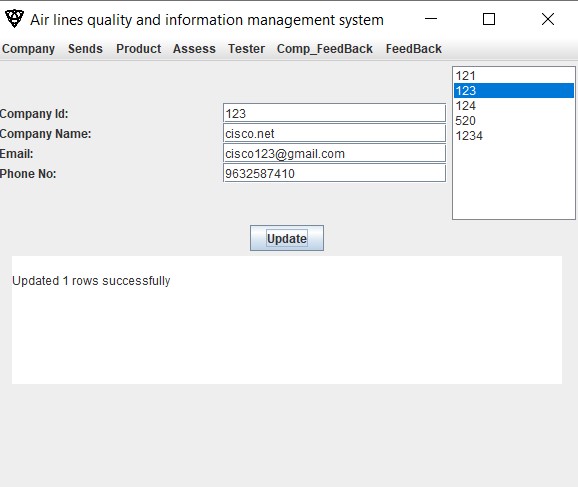 Air lines quality and information management system
Company Sends Product Assess Tester Comp_FeedBack FeedBack
121
123
124
520
1234
Company Id: 123
Company Name: cisco.net
Email: cisco123@gmail.com
Phone No: 9632587410
Update
Updated 1 rows successfully